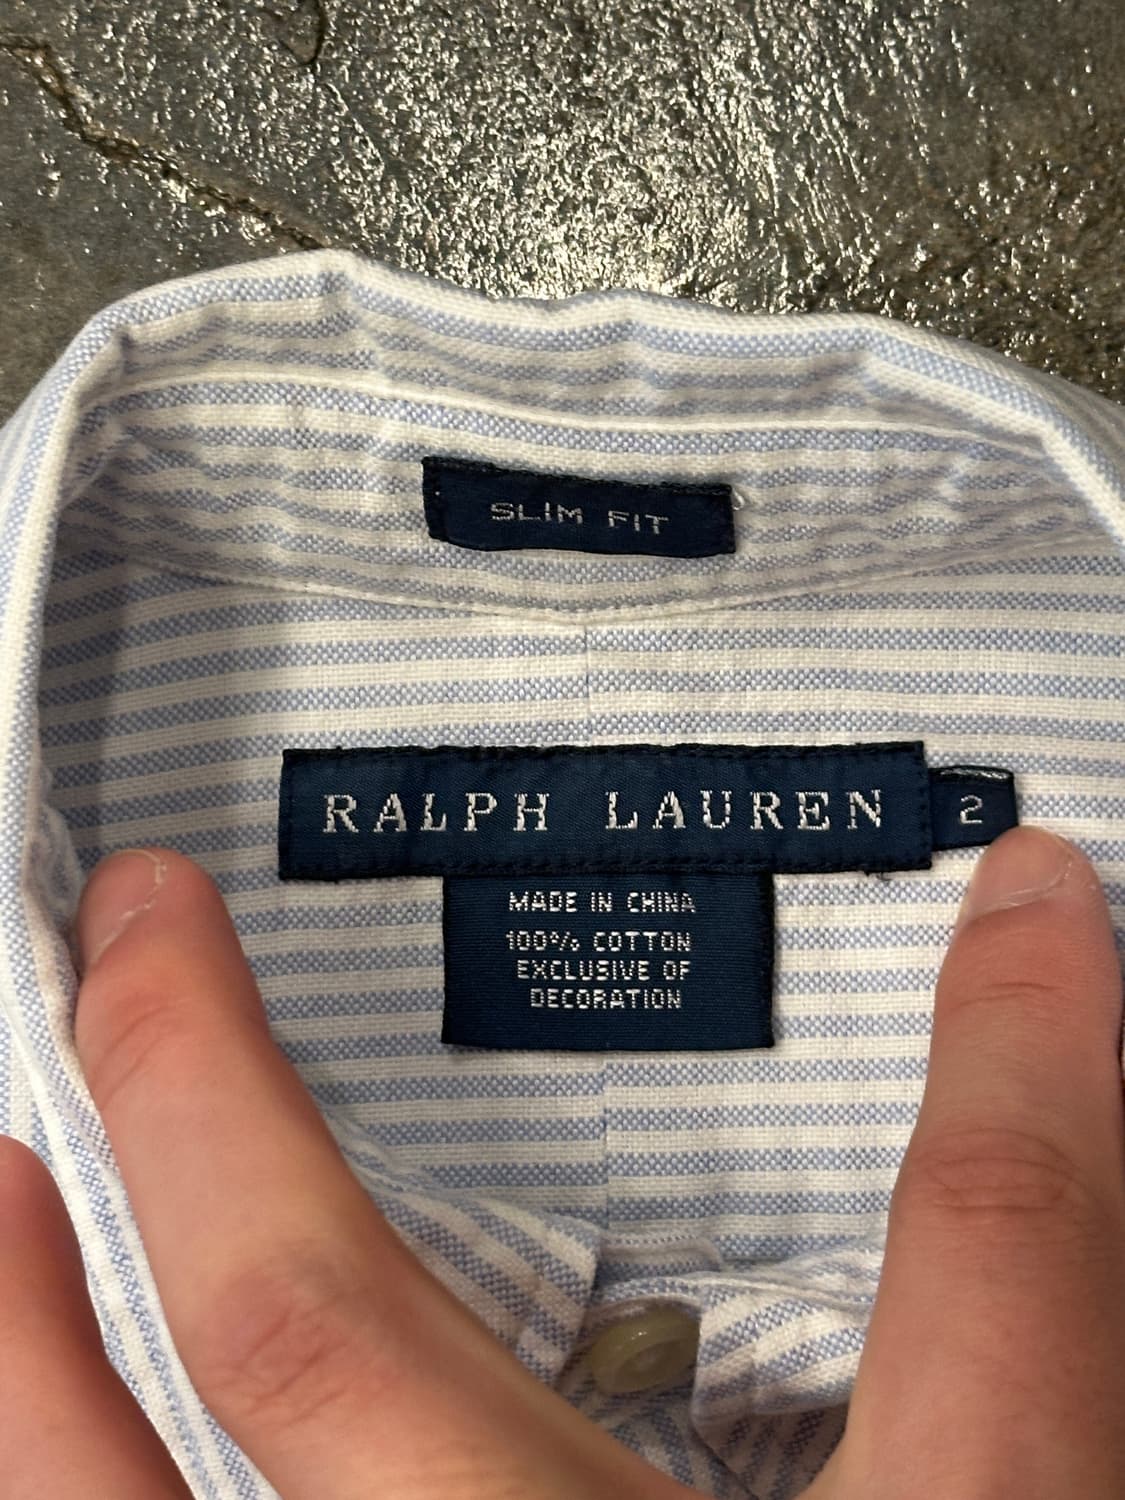 SLIM FIT
RALPH LAUREN 2
MADE IN CHINA
100% COTTON
EXCLUSIVE OF
DECORATION